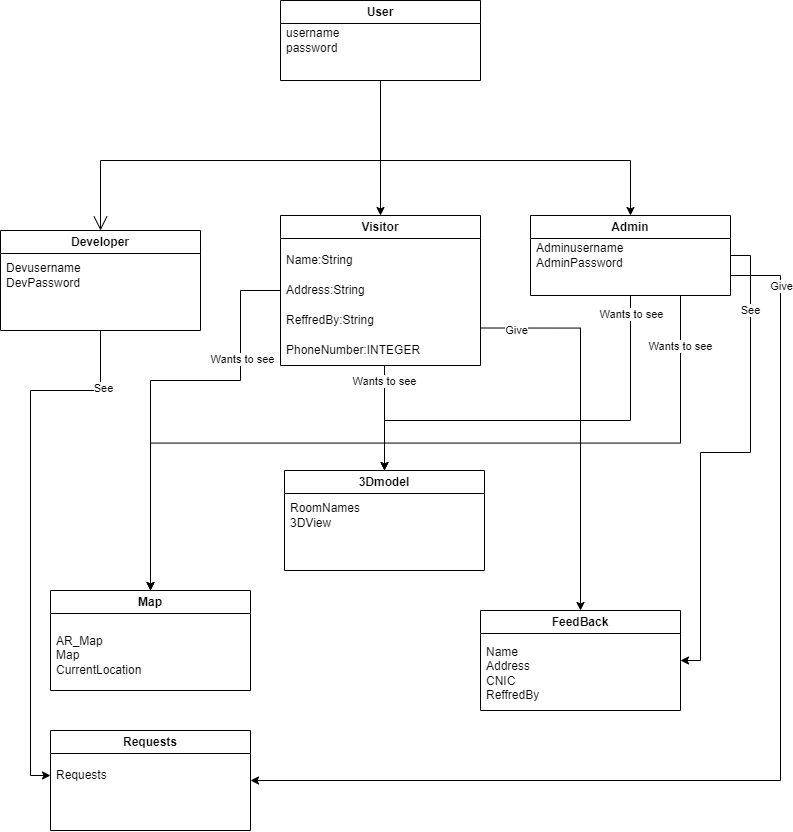 User
username
password
Developer
Devusername
DevPassword
Visitor
Name:String
Address:String
ReffredBy:String
PhoneNumber:INTEGER
Admin
Adminusername
AdminPassword
Give
See
Wants to see
Wants to see
Give
Wants to see
Wants to see
See
3Dmodel
RoomNames
3DView
Map
AR_Map
Map
CurrentLocation
FeedBack
Name
Address
CNIC
ReffredBy
Requests
Requests